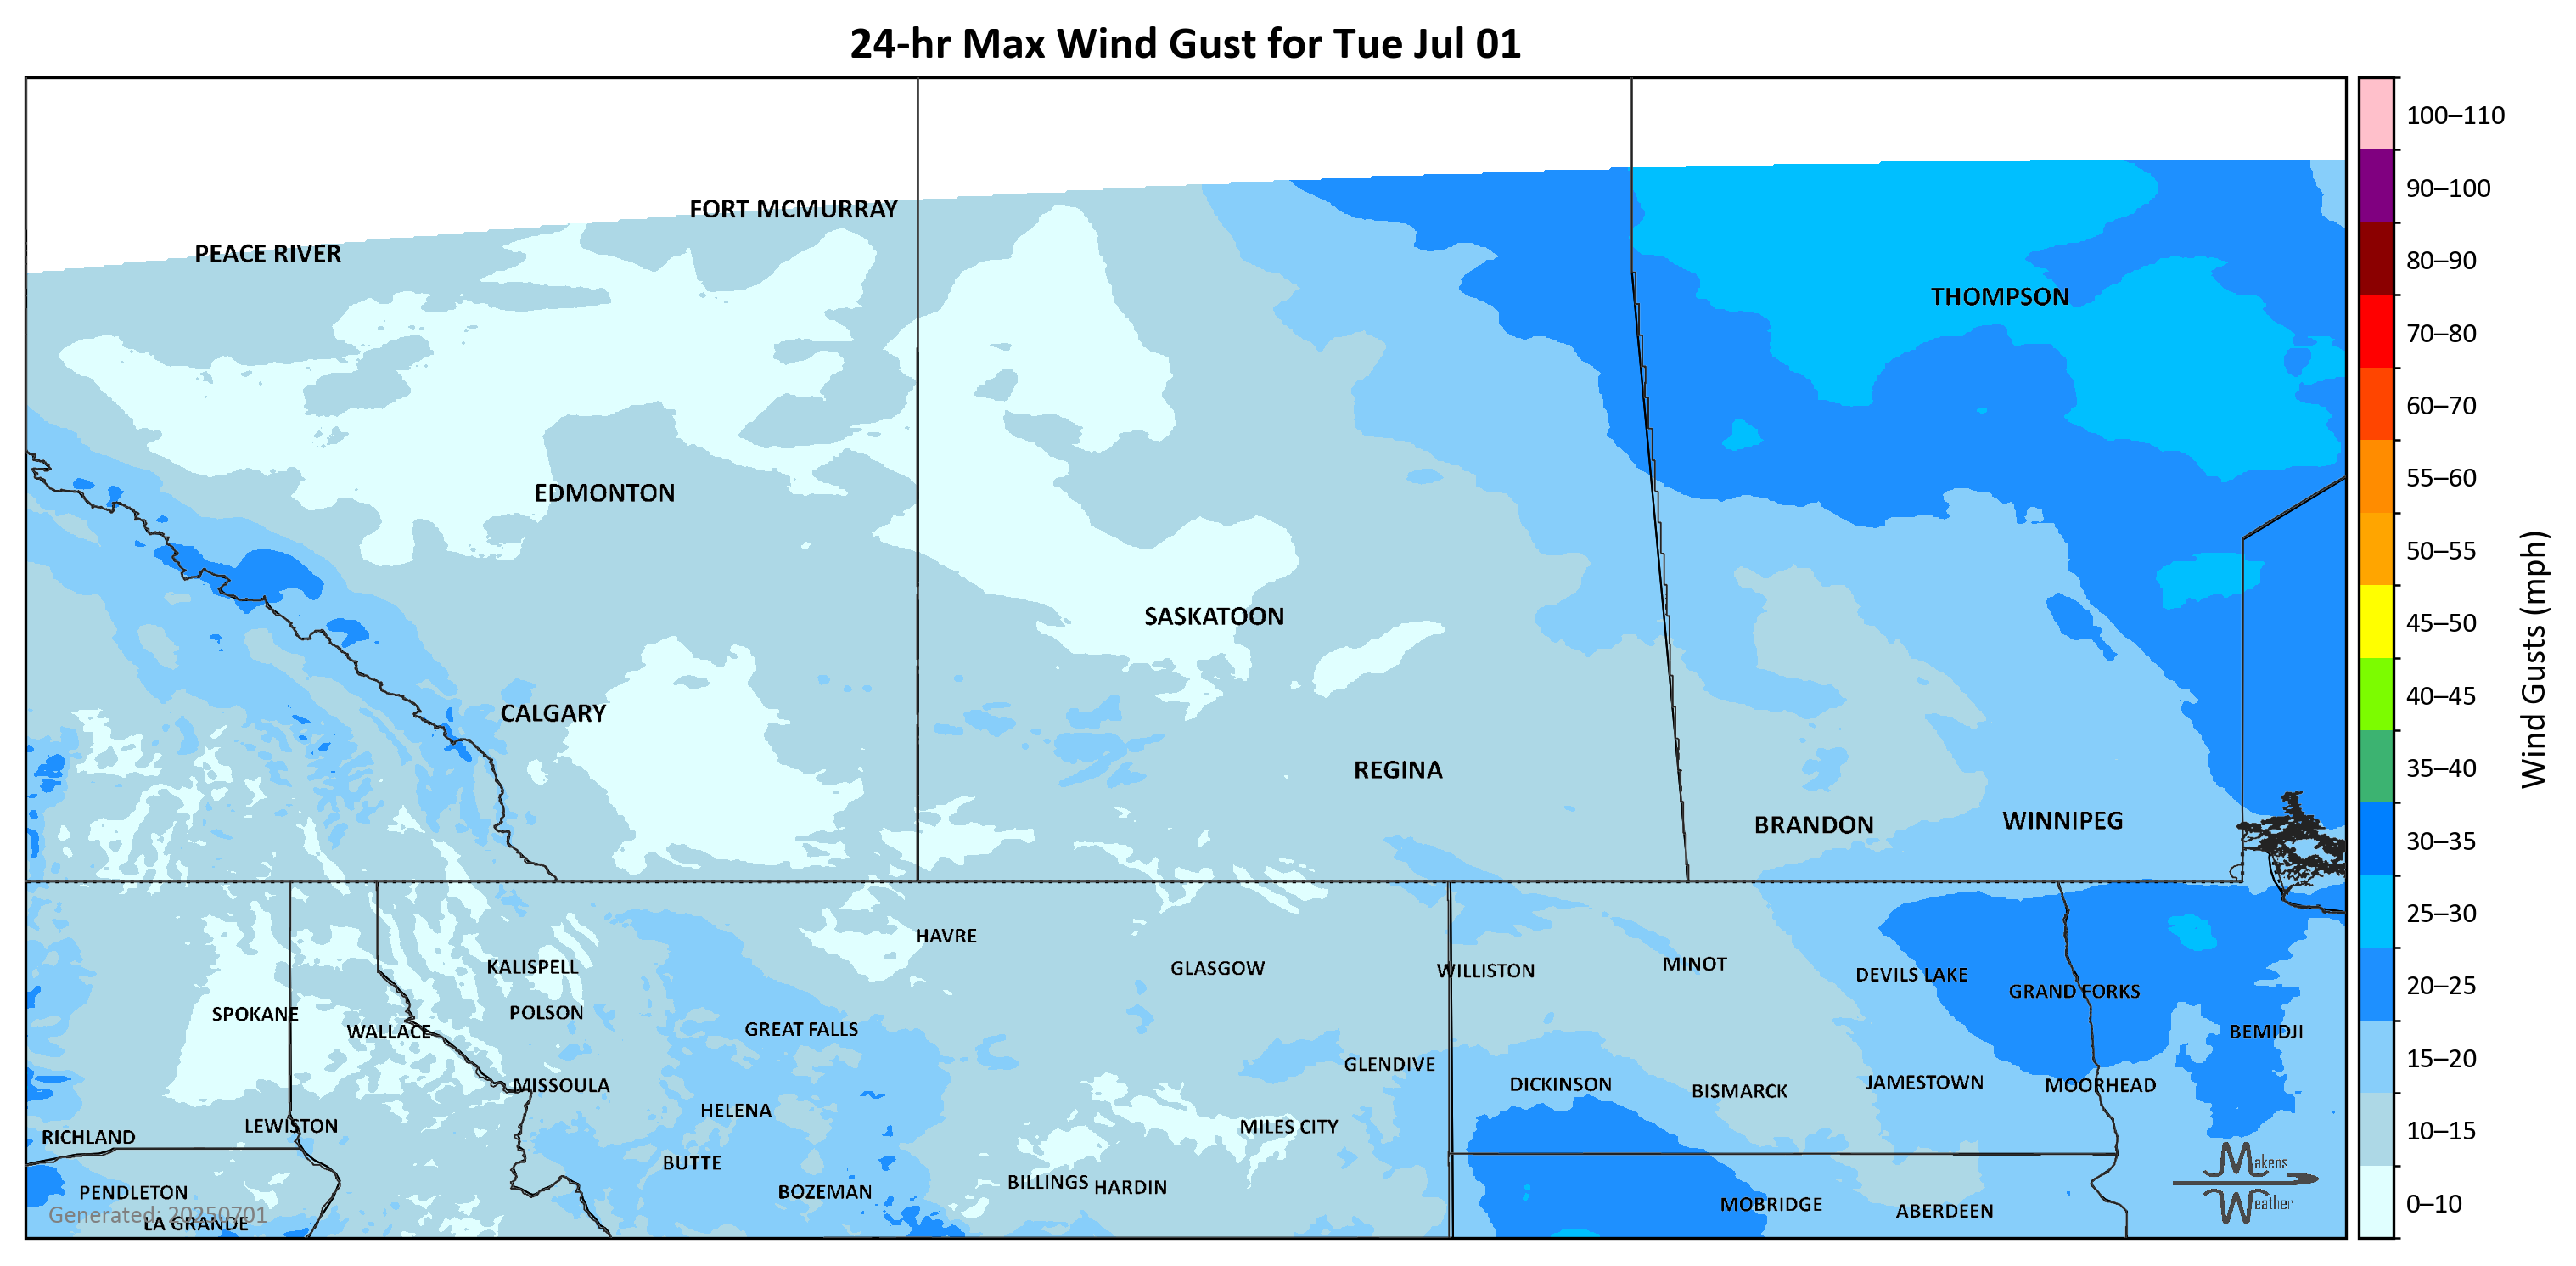 24-hr Max Wind Gust for Tue Jul 01
FORT MCMURRAY
PEACE RIVER
THOMPSON
EDMONTON
SASKATOON
CALGARY
REGINA
BRANDON
WINNIPEG
HAVRE
KALISPELL
GLASGOW
WILLISTON
MINOT
DEVILS LAKE
GRAND FORKS
SPOKANE
POLSON
WALLACE
GREAT FALLS
BEMIDJI
GLENDIVE
MISSOULA
DICKINSON
BISMARCK
JAMESTOWN
MOORHEAD
HELENA
LEWISTON
MILES CITY
RICHLAND
BUTTE
PENDLETON
BOZEMAN
BILLINGS
HARDIN
MOBRIDGE
ABERDEEN
Generated: 20250701
LA GRANDE
Makens
Weather
100–110
90–100
80–90
70–80
60–70
55–60
50–55
45–50
40–45
35–40
30–35
25–30
20–25
15–20
10–15
0–10
Wind Gusts (mph)